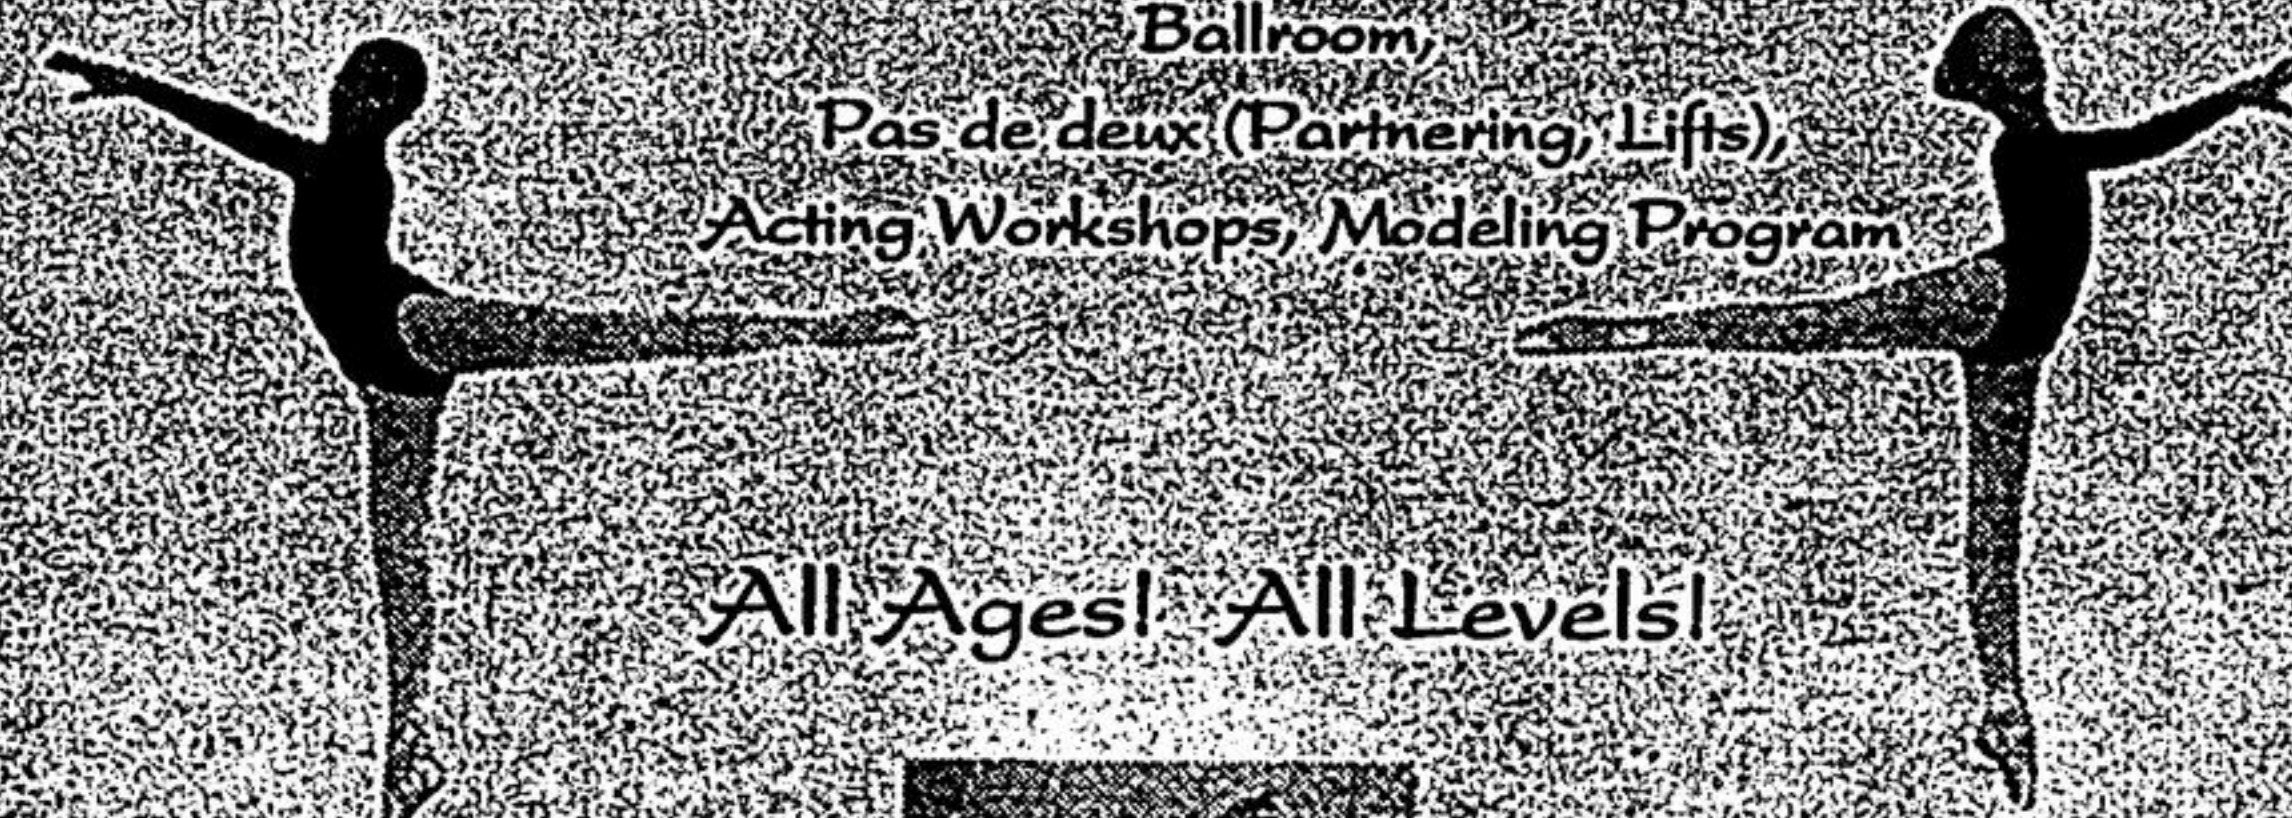 Ballroom,
Pas de deux (Partnering, Lifts),
Acting Workshops, Modeling Program
All Ages! All Levels!